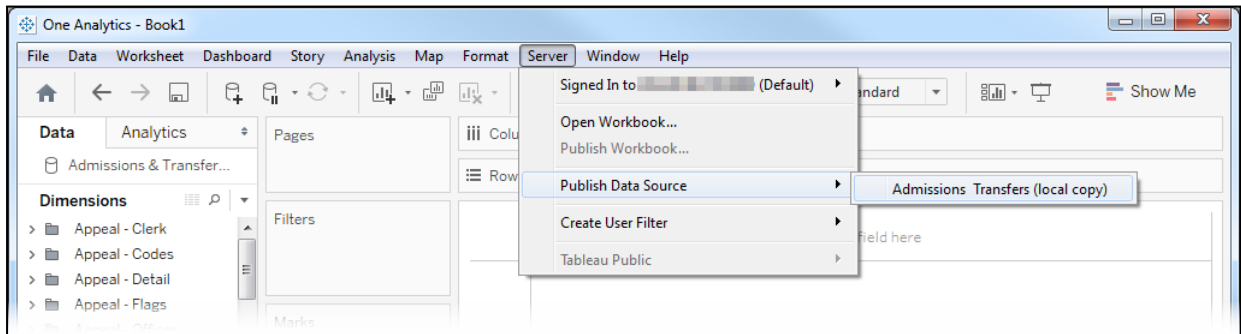 One Analytics - Book1
File Data Worksheet Dashboard Story Analysis Map Format Server Window Help
Signed In to (Default)
Show Me
Open Workbook...
Publish Workbook...
Publish Data Source
Admissions Transfers (local copy)
Create User Filter
Tableau Public
Data Analytics
Admissions & Transfer...
Dimensions
Appeal - Clerk
Appeal - Codes
Appeal - Detail
Appeal - Flags
Pages
Filters
Marks
iii Colu
Row
field here